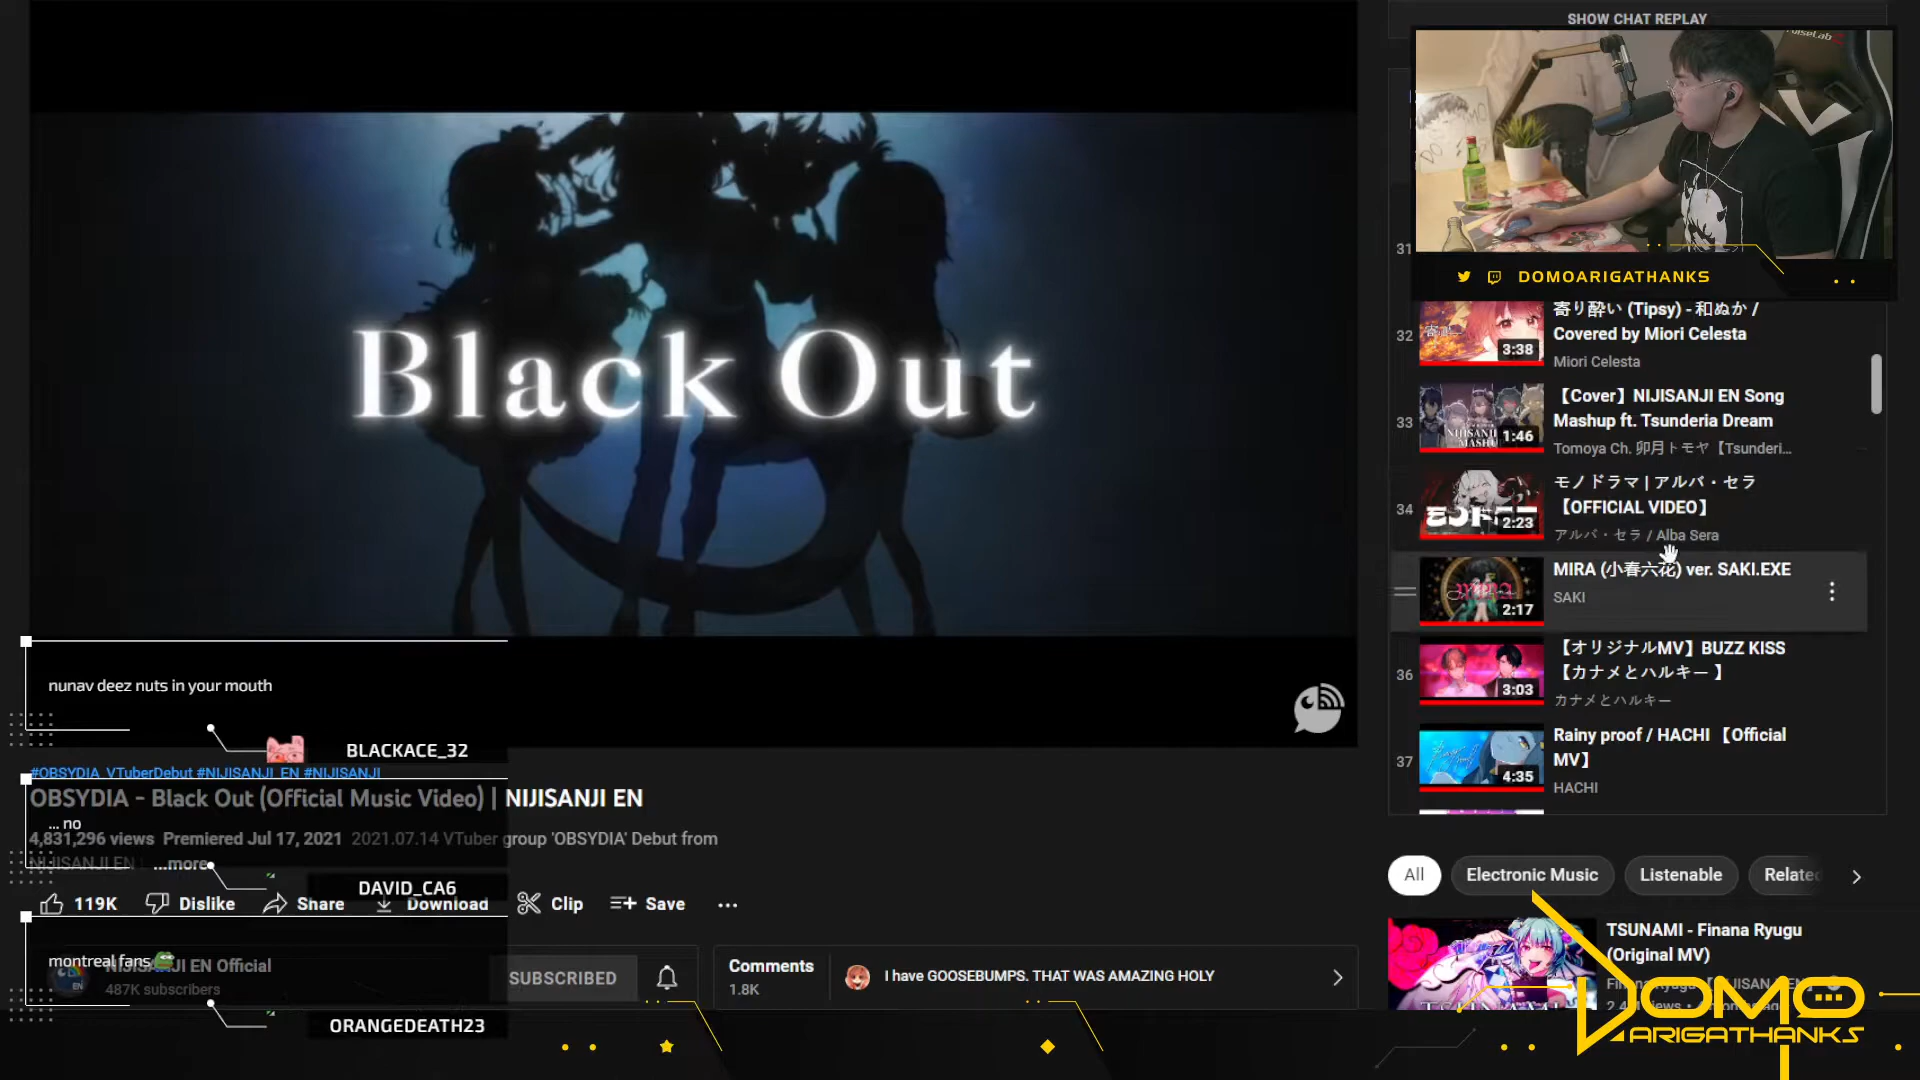 Black Out
nunav deez nuts in your mouth
BLACKACE_32
#OBSYDIA_VTuberDebut #NIJISANJI_EN #NIJISANJI
OBSYDIA - Black Out (Official Music Video) | NIJISANJI EN
... no
4,831,296 views Premiered Jul 17, 2021 2021.07.14 VTuber group 'OBSYDIA' Debut from
NIJISANJI EN
...more
DAVID_CA6
119K
Dislike
Share
Download
Clip
Save
montreal fans
NIJISANJI EN Official
487K subscribers
SUBSCRIBED
ORANGEDEATH23
Comments
1.8K
I have GOOSEBUMPS. THAT WAS AMAZING HOLY
SHOW CHAT REPLAY
DOMOARIGATHANKS
31
32
寄り酔い (Tipsy) - 和ぬか /
Covered by Miori Celesta
Miori Celesta
3:38
33
【Cover】NIJISANJI EN Song
Mashup ft. Tsunderia Dream
Tomoya Ch. 卯月トモヤ【Tsunderi...
1:46
34
モノドラマ | アルバ・セラ
【OFFICIAL VIDEO】
アルバ・セラ / Alba Sera
2:23
MIRA (小春六花) ver. SAKI.EXE
SAKI
2:17
36
【オリジナルMV】BUZZ KISS
【カナメとハルキー 】
カナメとハルキー
3:03
37
Rainy proof / HACHI 【Official
MV】
HACHI
4:35
All
Electronic Music
Listenable
Related
TSUNAMI - Finana Ryugu
(Original MV)
DOMO
ARIGATHANKS